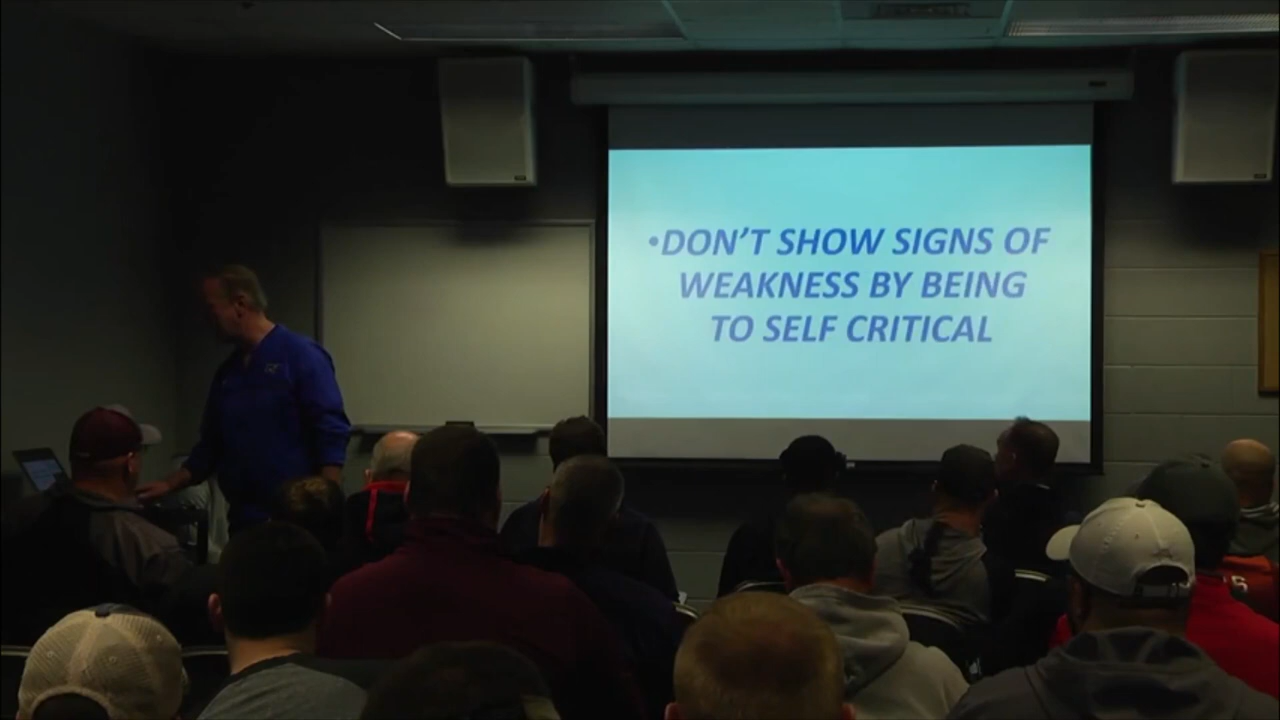 •DON'T SHOW SIGNS OF
WEAKNESS BY BEING
TO SELF CRITICAL